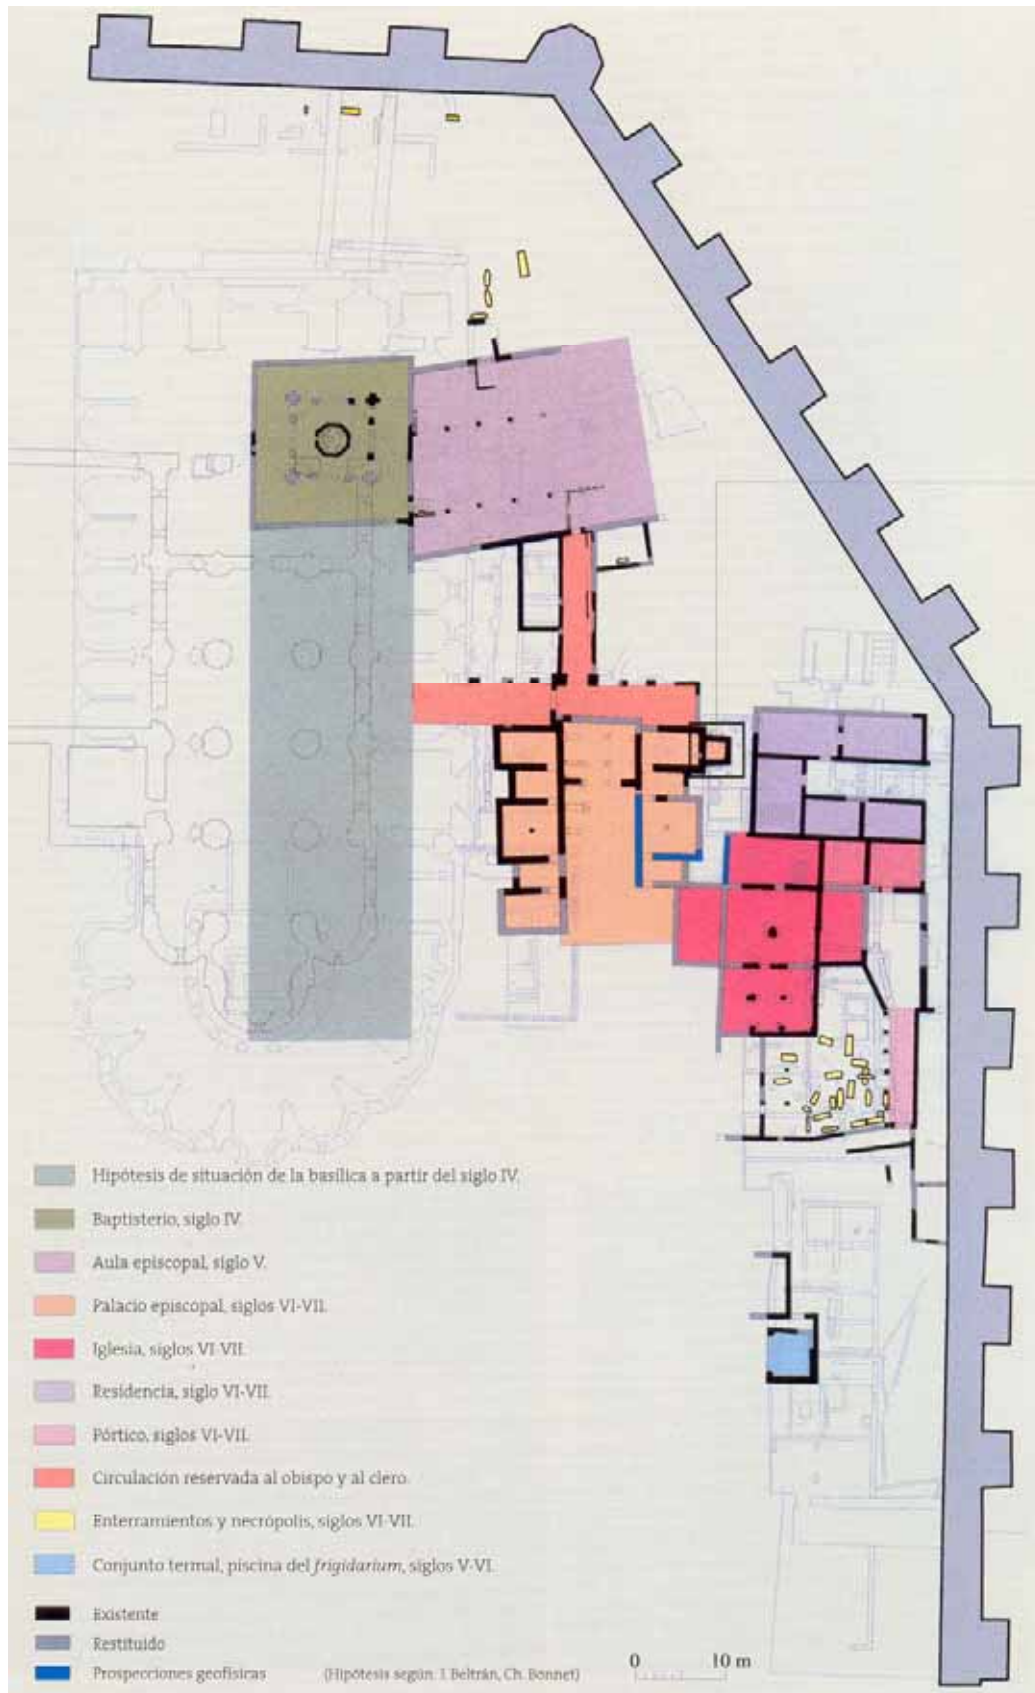 Hipótesis de situación de la basílica a partir del siglo IV.
Baptisterio, siglo IV.
Aula episcopal, siglo V.
Palacio episcopal, siglos VI-VII.
Iglesia, siglos VI-VII.
Residencia, siglo VI-VII.
Pórtico, siglos VI-VII.
Circulación reservada al obispo y al clero.
Enterramientos y necrópolis, siglos VI-VII.
Conjunto termal, piscina del frigidarium, siglos V-VI.
Existente
Restituido
Prospecciones geofísicas (Hipótesis según: J. Beltrán, Ch. Bonnet)
0 10 m